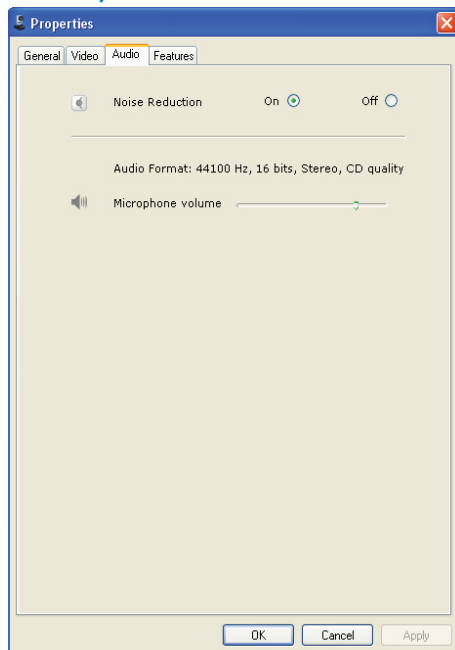 Properties
General Video Audio Features
Noise Reduction On Off
Audio Format: 44100 Hz, 16 bits, Stereo, CD quality
Microphone volume
OK Cancel Apply